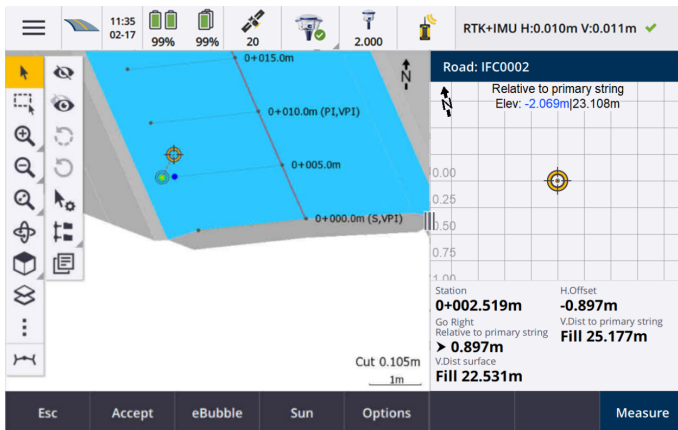 11:35
02-17
99%
99%
20
2.000
RTK+IMU H:0.010m V:0.011m
0+015.0m
N
0+010.0m (PI,VPI)
0+005.0m
0+000.0m (S,VPI)
Cut 0.105m
1m
Road: IFC0002
Relative to primary string
N
Elev: -2.069m|23.108m
0.00
0.25
0.50
0.75
1.00
Station
0+002.519m
H.Offset
-0.897m
Go Right
Relative to primary string
0.897m
V.Dist to primary string
Fill 25.177m
V.Dist surface
Fill 22.531m
Esc
Accept
eBubble
Sun
Options
Measure